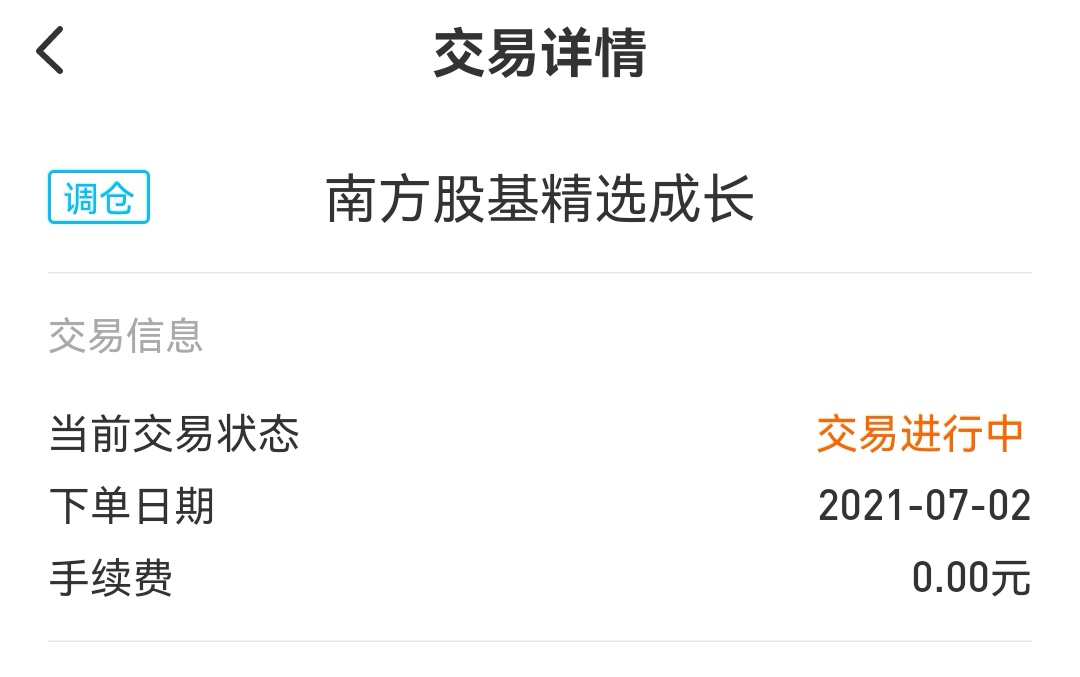 交易详情
调仓 南方股基精选成长
交易信息
当前交易状态 交易进行中
下单日期 2021-07-02
手续费 0.00元